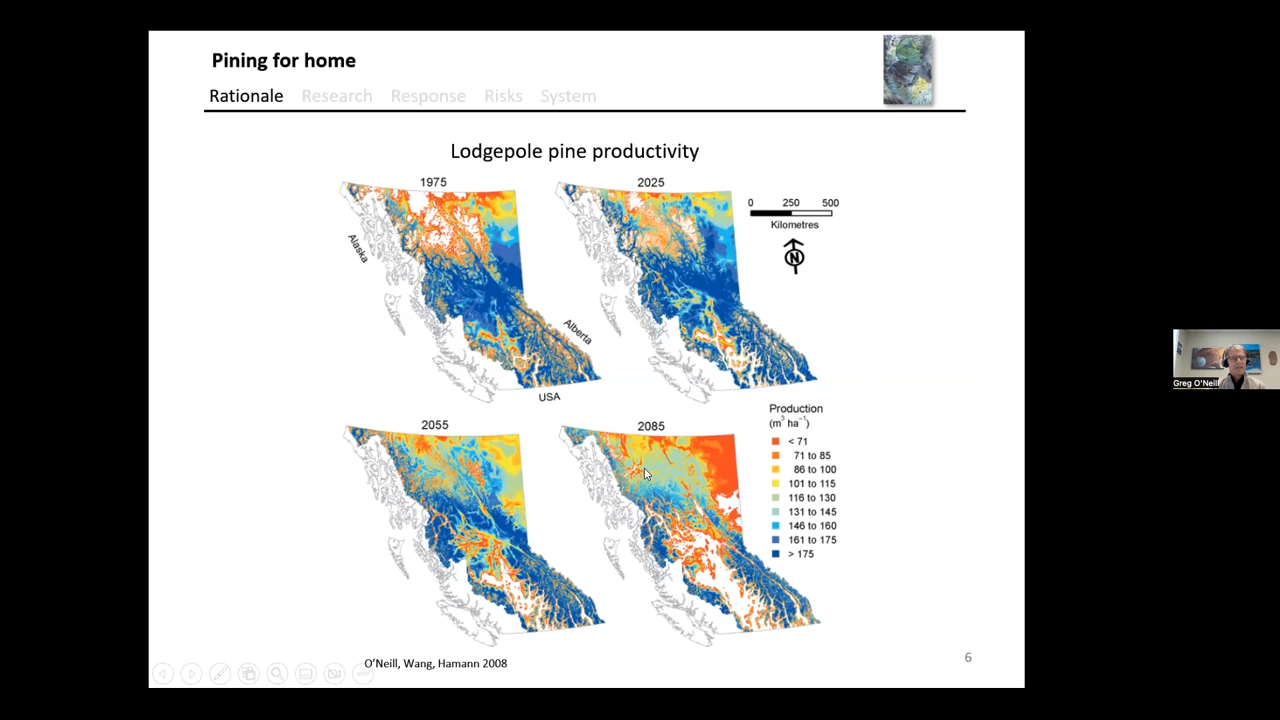 Pining for home
Rationale Research Response Risks System
Lodgepole pine productivity
1975
2025
0 250 500
Kilometres
N
Alaska
Alberta
USA
2055
2085
Production
(m³ ha⁻¹)
< 71
71 to 85
86 to 100
101 to 115
116 to 130
131 to 145
146 to 160
161 to 175
> 175
O'Neill, Wang, Hamann 2008
6
Greg O'Neill